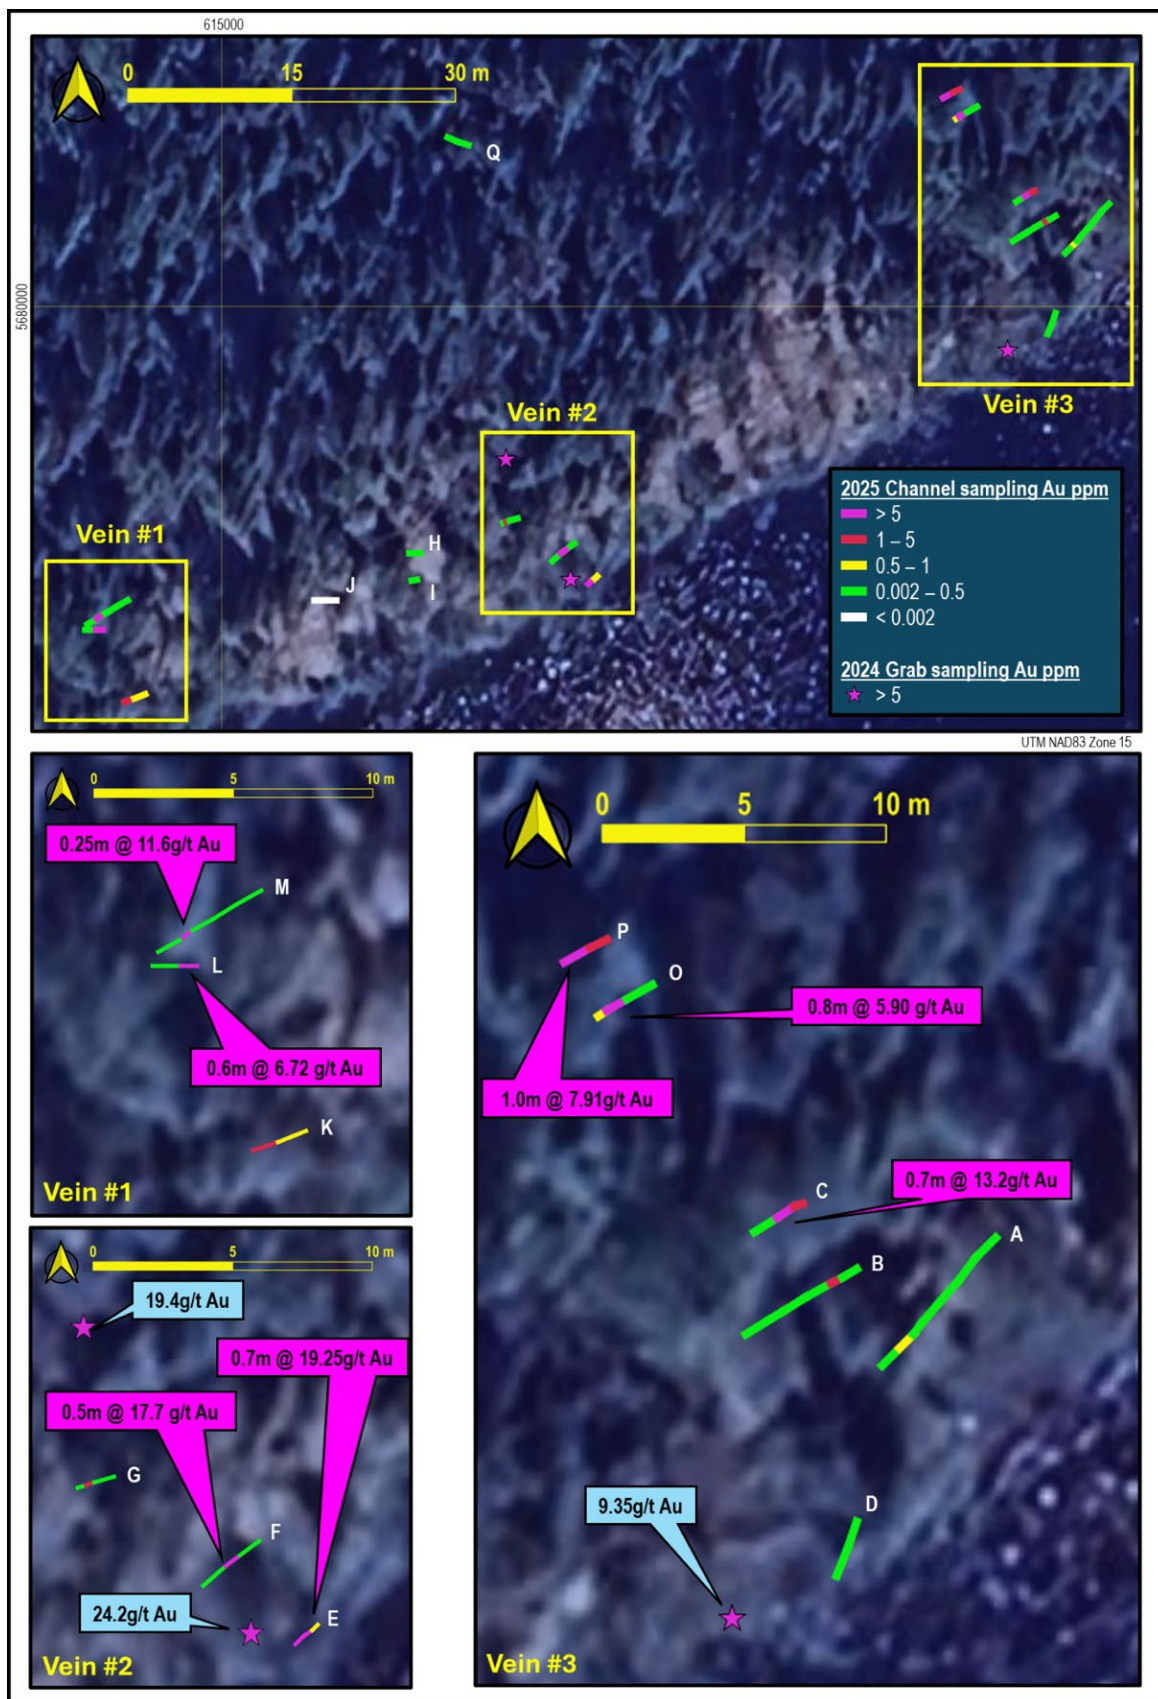 615000
5680000
0 15 30 m
Q
Vein #3
Vein #2
Vein #1
H
I
J
2025 Channel sampling Au ppm
> 5
1 – 5
0.5 – 1
0.002 – 0.5
< 0.002
2024 Grab sampling Au ppm
> 5
UTM NAD83 Zone 15
0 5 10 m
0.25m @ 11.6g/t Au
M
L
0.6m @ 6.72 g/t Au
K
Vein #1
0 5 10 m
19.4g/t Au
0.7m @ 19.25g/t Au
0.5m @ 17.7 g/t Au
G
F
24.2g/t Au
E
Vein #2
0 5 10 m
P
O
0.8m @ 5.90 g/t Au
1.0m @ 7.91g/t Au
0.7m @ 13.2g/t Au
C
A
B
9.35g/t Au
D
Vein #3